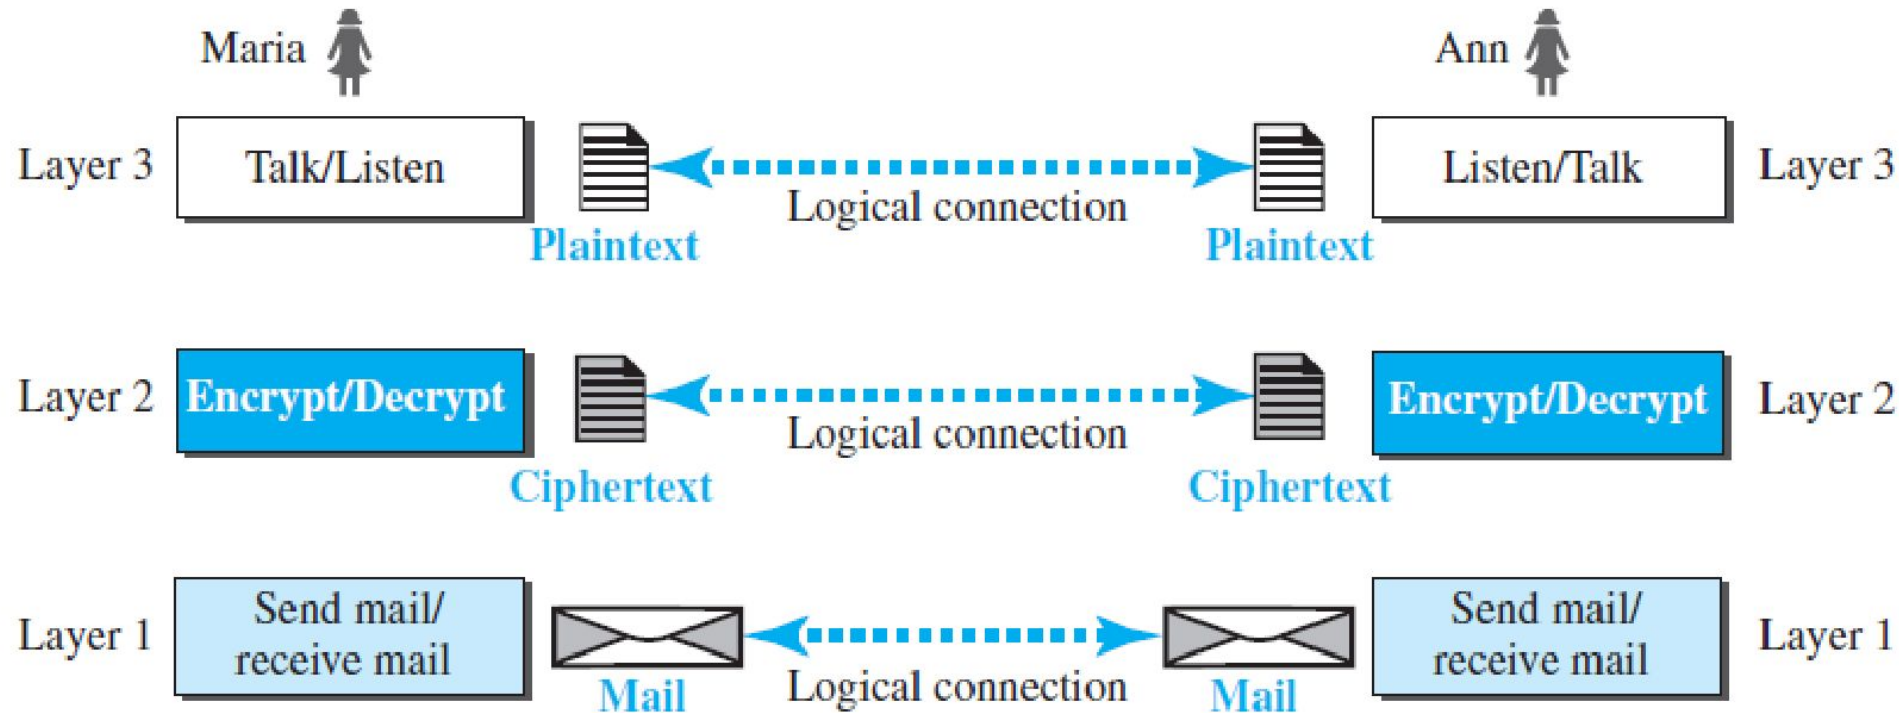 Maria
Ann
Layer 3
Talk/Listen
Logical connection
Listen/Talk
Layer 3
Plaintext
Plaintext
Layer 2
Encrypt/Decrypt
Logical connection
Encrypt/Decrypt
Layer 2
Ciphertext
Ciphertext
Layer 1
Send mail/
receive mail
Logical connection
Send mail/
receive mail
Layer 1
Mail
Mail